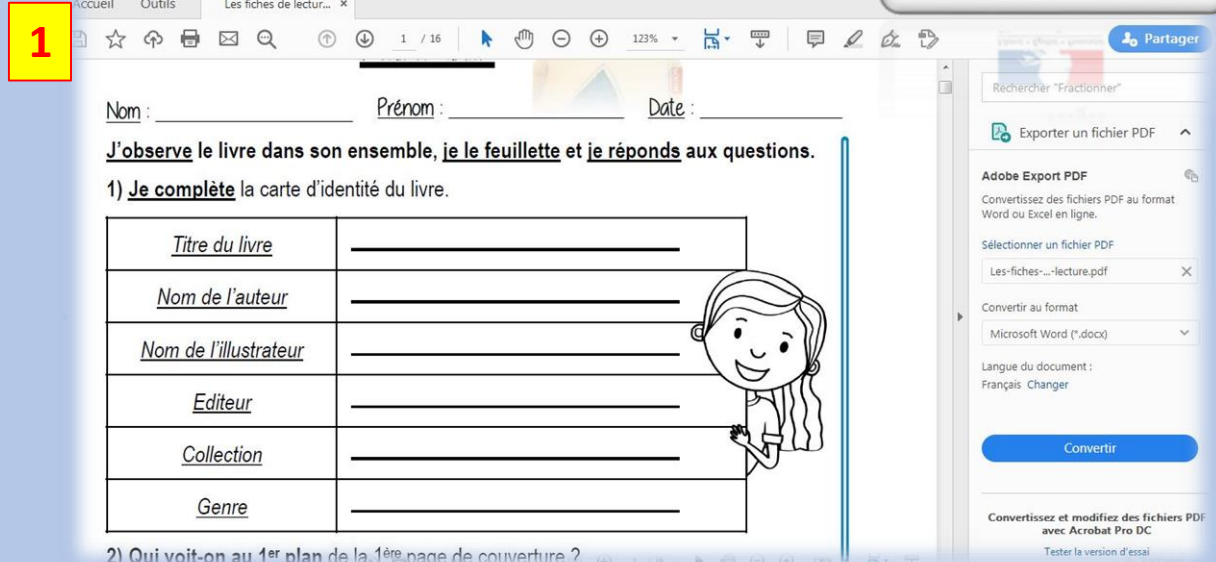 Accueil Outils Les fiches de lectur... ×
1
1 / 16 123% Partager
Rechercher "Fractionner"
Nom : Prénom : Date :
Exporter un fichier PDF
J'observe le livre dans son ensemble, je le feuillette et je réponds aux questions.
Adobe Export PDF
1) Je complète la carte d'identité du livre.
Convertissez des fichiers PDF au format
Word ou Excel en ligne.
Titre du livre
Sélectionner un fichier PDF
Les-fiches-...-lecture.pdf
Nom de l'auteur
Convertir au format
Microsoft Word (*.docx)
Nom de l'illustrateur
Langue du document :
Français Changer
Editeur
Collection
Convertir
Genre
Convertissez et modifiez des fichiers PDF
avec Acrobat Pro DC
Tester la version d'essai
2) Qui voit-on au 1er plan de la 1ère page de couverture ?